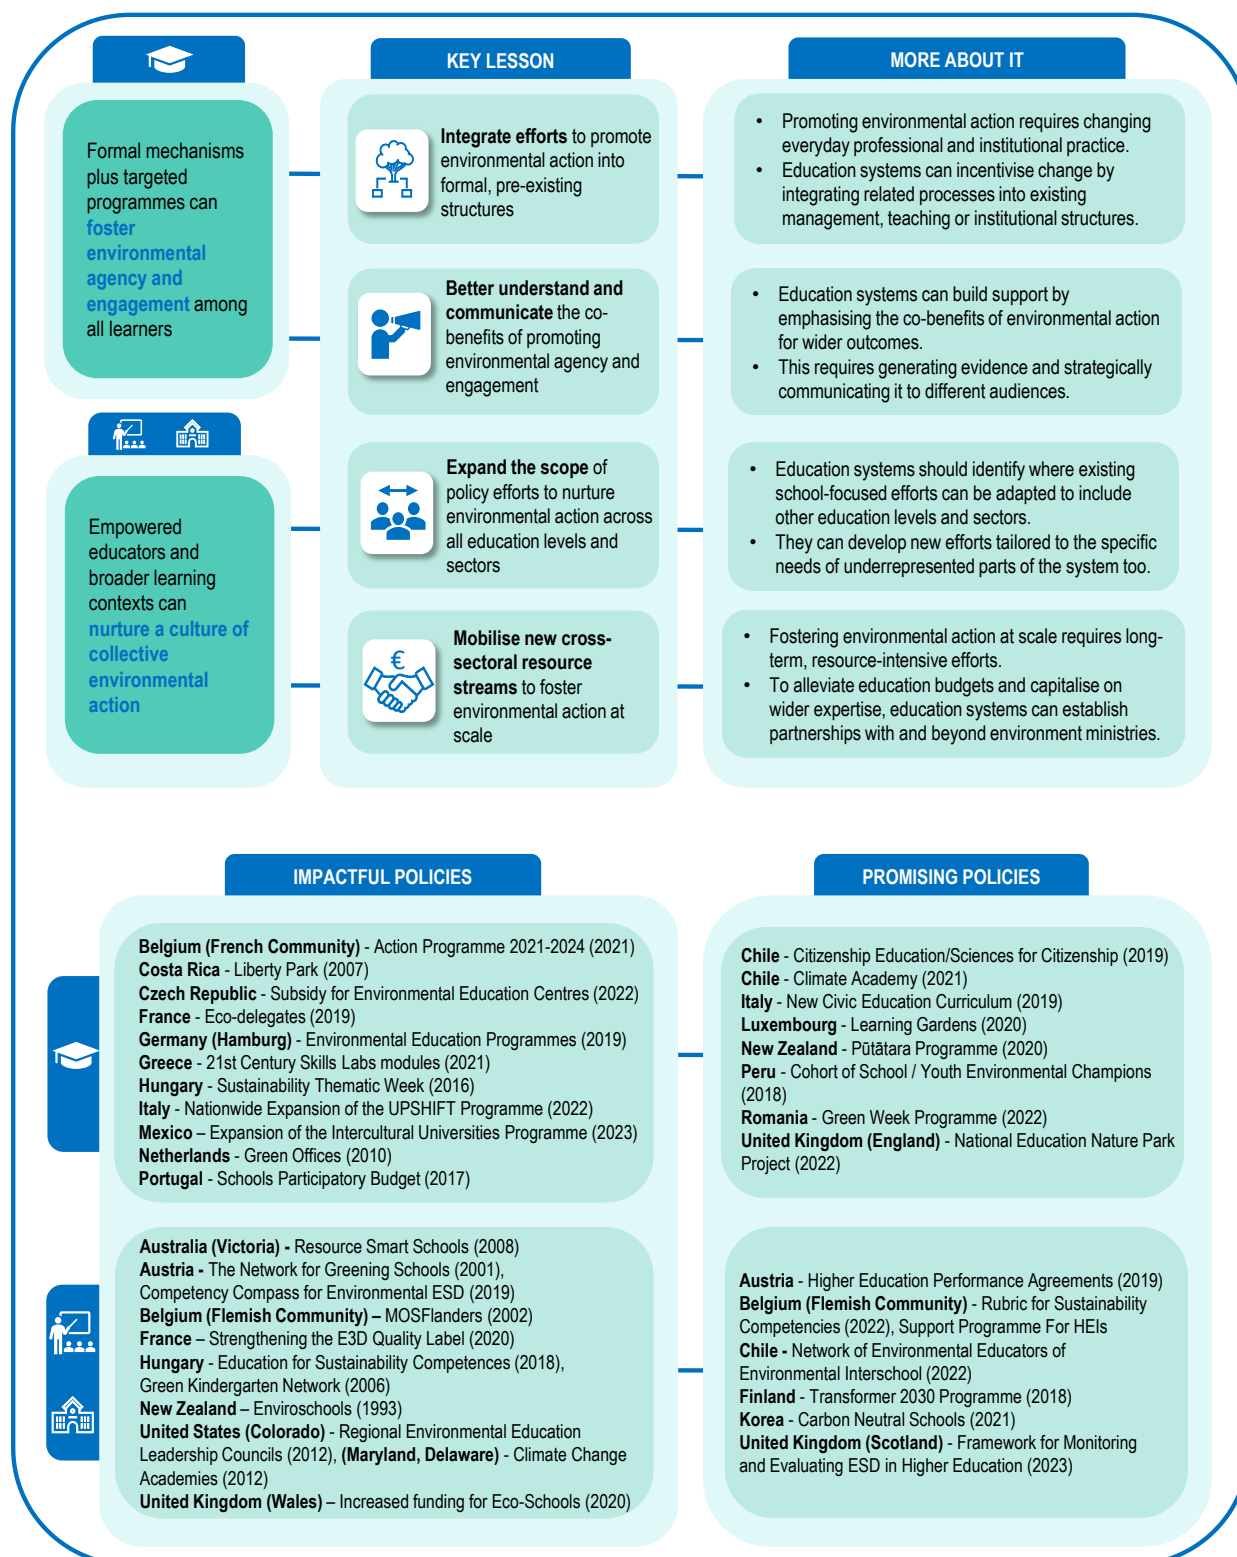 KEY LESSON
MORE ABOUT IT
Formal mechanisms
plus targeted
programmes can
foster
environmental
agency and
engagement among
all learners
Integrate efforts to promote
environmental action into
formal, pre-existing
structures
• Promoting environmental action requires changing
everyday professional and institutional practice.
• Education systems can incentivise change by
integrating related processes into existing
management, teaching or institutional structures.
Better understand and
communicate the co-
benefits of promoting
environmental agency and
engagement
• Education systems can build support by
emphasising the co-benefits of environmental action
for wider outcomes.
• This requires generating evidence and strategically
communicating it to different audiences.
Empowered
educators and
broader learning
contexts can
nurture a culture of
collective
environmental
action
Expand the scope of
policy efforts to nurture
environmental action across
all education levels and
sectors
• Education systems should identify where existing
school-focused efforts can be adapted to include
other education levels and sectors.
• They can develop new efforts tailored to the specific
needs of underrepresented parts of the system too.
€
Mobilise new cross-
sectoral resource
streams to foster
environmental action at
scale
• Fostering environmental action at scale requires long-
term, resource-intensive efforts.
• To alleviate education budgets and capitalise on
wider expertise, education systems can establish
partnerships with and beyond environment ministries.
IMPACTFUL POLICIES
PROMISING POLICIES
Belgium (French Community) - Action Programme 2021-2024 (2021)
Costa Rica - Liberty Park (2007)
Czech Republic - Subsidy for Environmental Education Centres (2022)
France - Eco-delegates (2019)
Germany (Hamburg) - Environmental Education Programmes (2019)
Greece - 21st Century Skills Labs modules (2021)
Hungary - Sustainability Thematic Week (2016)
Italy - Nationwide Expansion of the UPSHIFT Programme (2022)
Mexico – Expansion of the Intercultural Universities Programme (2023)
Netherlands - Green Offices (2010)
Portugal - Schools Participatory Budget (2017)
Chile - Citizenship Education/Sciences for Citizenship (2019)
Chile - Climate Academy (2021)
Italy - New Civic Education Curriculum (2019)
Luxembourg - Learning Gardens (2020)
New Zealand - Pūtātara Programme (2020)
Peru - Cohort of School / Youth Environmental Champions
(2018)
Romania - Green Week Programme (2022)
United Kingdom (England) - National Education Nature Park
Project (2022)
Australia (Victoria) - Resource Smart Schools (2008)
Austria - The Network for Greening Schools (2001),
Competency Compass for Environmental ESD (2019)
Belgium (Flemish Community) – MOSFlanders (2002)
France – Strengthening the E3D Quality Label (2020)
Hungary - Education for Sustainability Competences (2018),
Green Kindergarten Network (2006)
New Zealand – Enviroschools (1993)
United States (Colorado) - Regional Environmental Education
Leadership Councils (2012), (Maryland, Delaware) - Climate Change
Academies (2012)
United Kingdom (Wales) – Increased funding for Eco-Schools (2020)
Austria - Higher Education Performance Agreements (2019)
Belgium (Flemish Community) - Rubric for Sustainability
Competencies (2022), Support Programme For HEIs
Chile - Network of Environmental Educators of
Environmental Interschool (2022)
Finland - Transformer 2030 Programme (2018)
Korea - Carbon Neutral Schools (2021)
United Kingdom (Scotland) - Framework for Monitoring
and Evaluating ESD in Higher Education (2023)